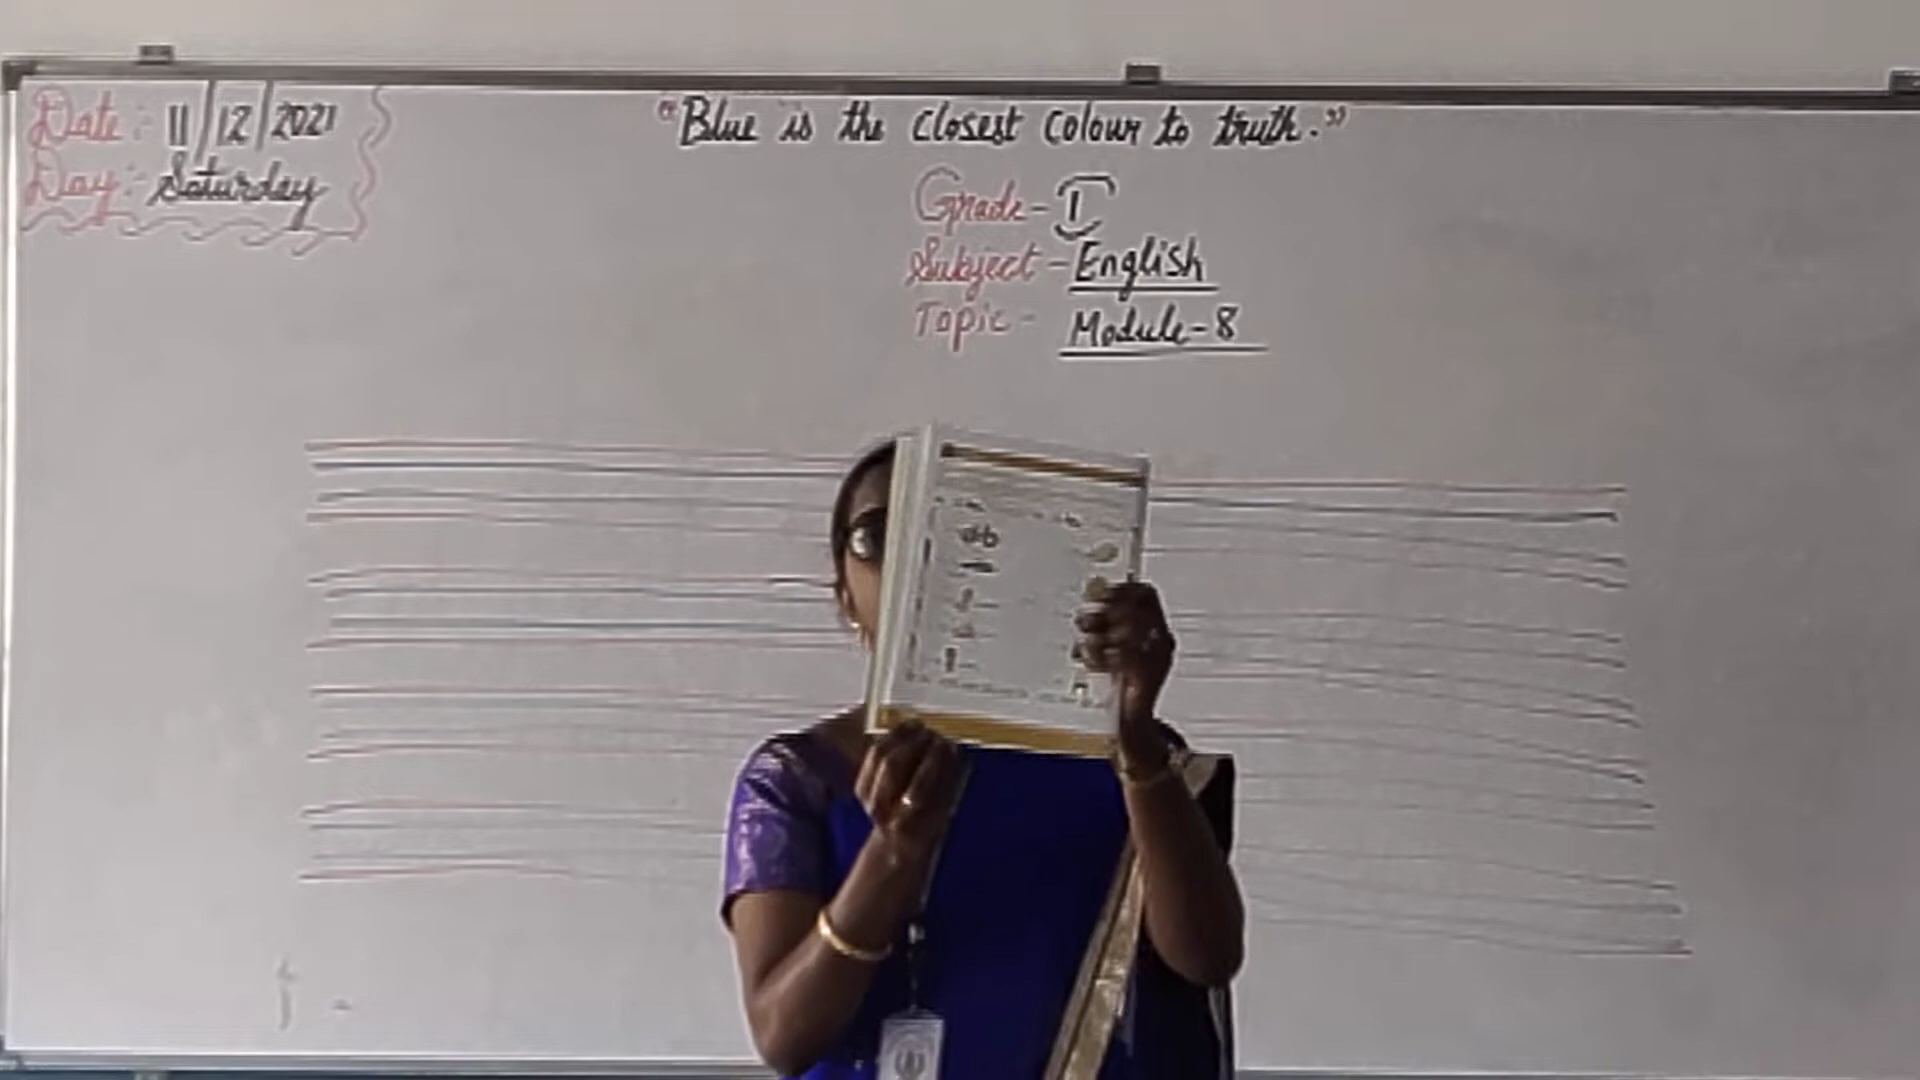 Date:- 11/12/2021
Day:- Saturday
"Blue is the closest colour to truth."
Grade- I
Subject- English
Topic- Module-8